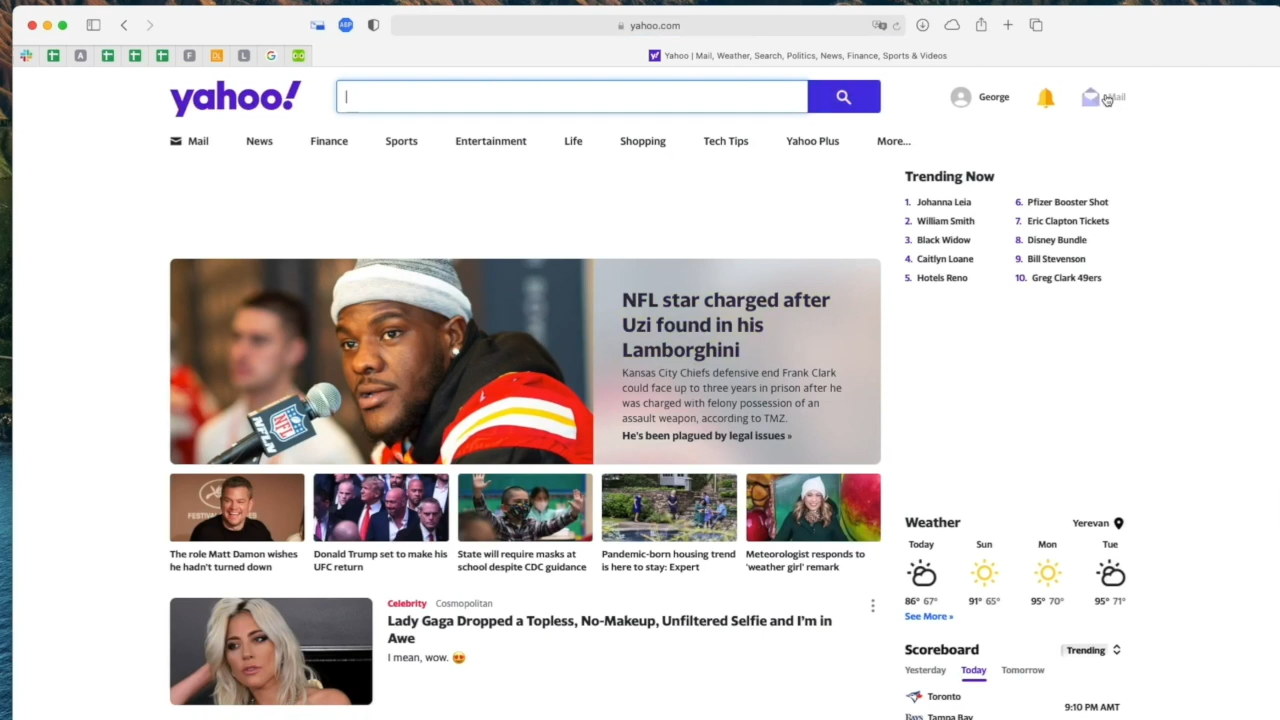 yahoo.com
ABP
A
F
DL
L
G
Yahoo | Mail, Weather, Search, Politics, News, Finance, Sports & Videos
yahoo!
George
Mail
Mail
News
Finance
Sports
Entertainment
Life
Shopping
Tech Tips
Yahoo Plus
More...
NFL star charged after
Uzi found in his
Lamborghini
Kansas City Chiefs defensive end Frank Clark
could face up to three years in prison after he
was charged with felony possession of an
assault weapon, according to TMZ.
He's been plagued by legal issues »
NFL
The role Matt Damon wishes
he hadn't turned down
Donald Trump set to make his
UFC return
State will require masks at
school despite CDC guidance
Pandemic-born housing trend
is here to stay: Expert
Meteorologist responds to
'weather girl' remark
Celebrity Cosmopolitan
Lady Gaga Dropped a Topless, No-Makeup, Unfiltered Selfie and I'm in
Awe
I mean, wow. 😍
Trending Now
1. Johanna Leia
2. William Smith
3. Black Widow
4. Caitlyn Loane
5. Hotels Reno
6. Pfizer Booster Shot
7. Eric Clapton Tickets
8. Disney Bundle
9. Bill Stevenson
10. Greg Clark 49ers
Weather
Yerevan
Today Sun Mon Tue
86° 67° 91° 65° 95° 70° 95° 71°
See More »
Scoreboard
Trending
Yesterday Today Tomorrow
Toronto
9:10 PM AMT
Tampa Bay